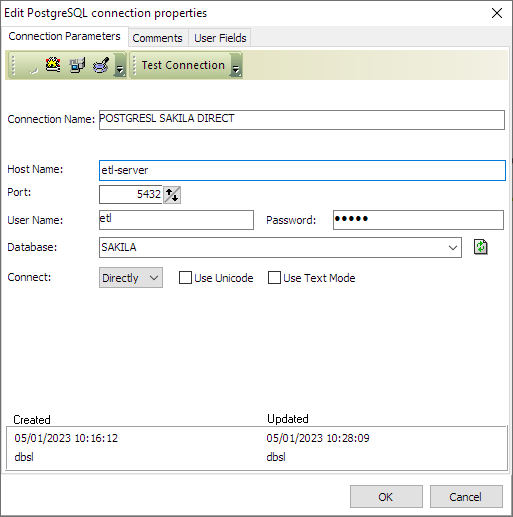 Edit PostgreSQL connection properties
Connection Parameters Comments User Fields
Test Connection
Connection Name: POSTGRESL SAKILA DIRECT
Host Name: etl-server
Port: 5432
User Name: etl Password: •••••
Database: SAKILA
Connect: Directly Use Unicode Use Text Mode
Created Updated
05/01/2023 10:16:12 05/01/2023 10:28:09
dbsl dbsl
OK Cancel